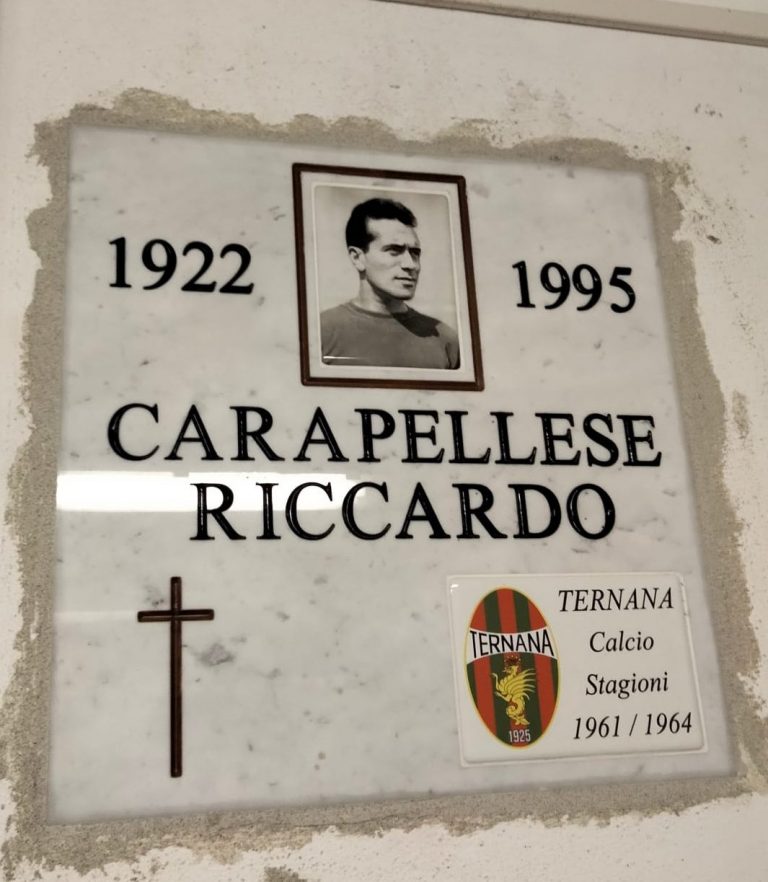 1922
1995
CARAPELLESE
RICCARDO
TERNANA
1925
TERNANA
Calcio
Stagioni
1961 / 1964